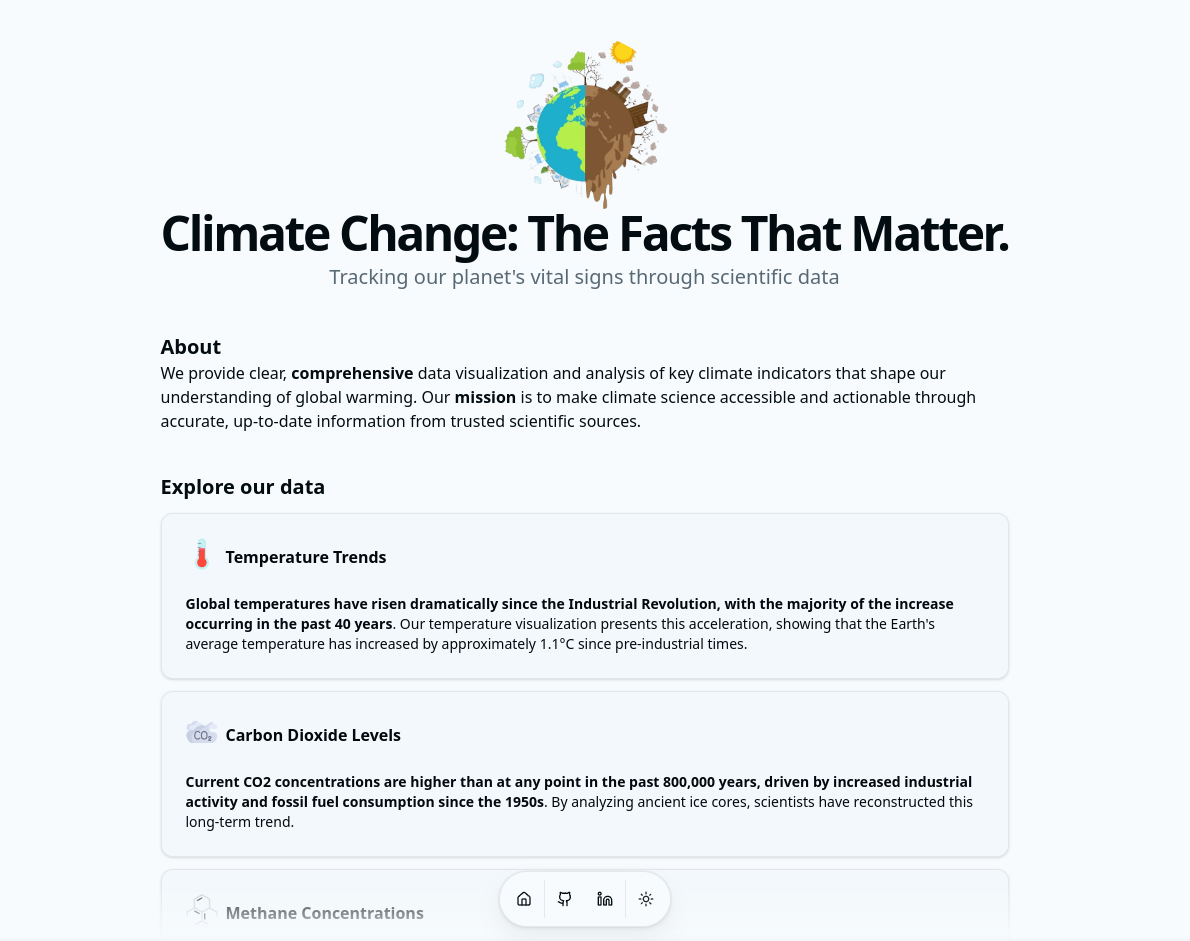 Climate Change: The Facts That Matter.
Tracking our planet's vital signs through scientific data
About
We provide clear, comprehensive data visualization and analysis of key climate indicators that shape our
understanding of global warming. Our mission is to make climate science accessible and actionable through
accurate, up-to-date information from trusted scientific sources.
Explore our data
Temperature Trends
Global temperatures have risen dramatically since the Industrial Revolution, with the majority of the increase
occurring in the past 40 years. Our temperature visualization presents this acceleration, showing that the Earth's
average temperature has increased by approximately 1.1°C since pre-industrial times.
CO₂
Carbon Dioxide Levels
Current CO2 concentrations are higher than at any point in the past 800,000 years, driven by increased industrial
activity and fossil fuel consumption since the 1950s. By analyzing ancient ice cores, scientists have reconstructed this
long-term trend.
Methane Concentrations
in